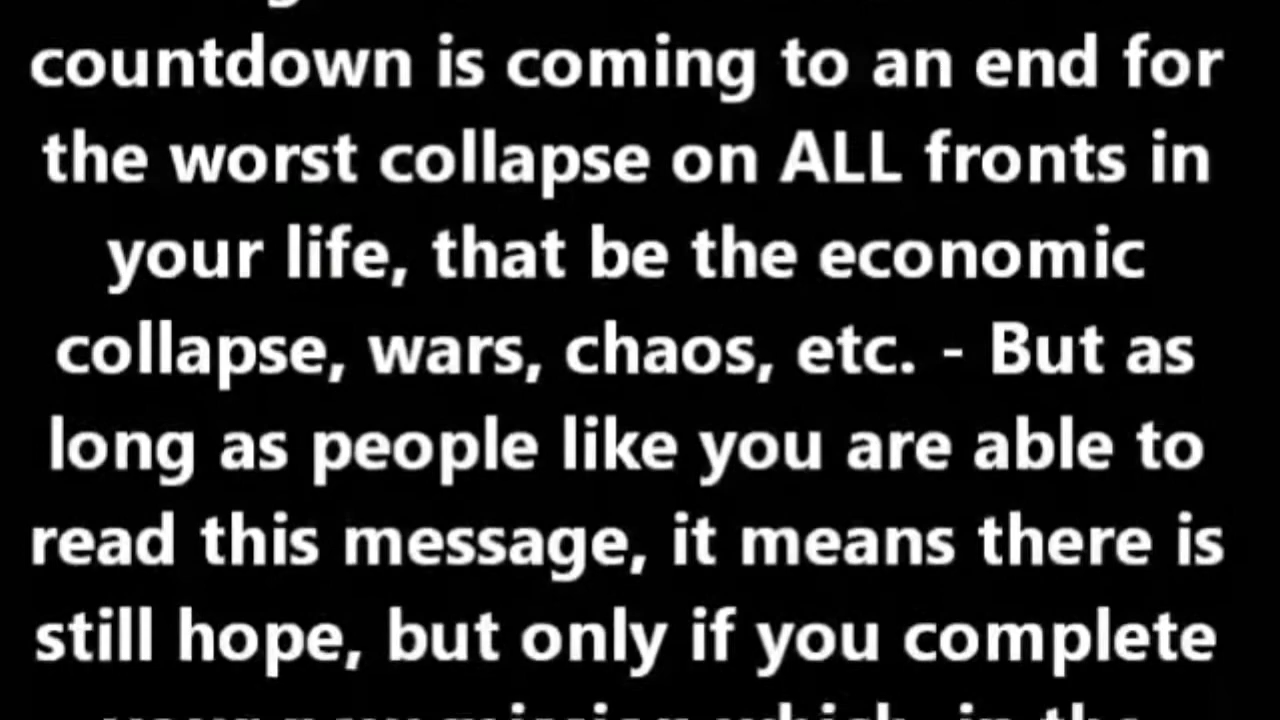 countdown is coming to an end for
the worst collapse on ALL fronts in
your life, that be the economic
collapse, wars, chaos, etc. - But as
long as people like you are able to
read this message, it means there is
still hope, but only if you complete